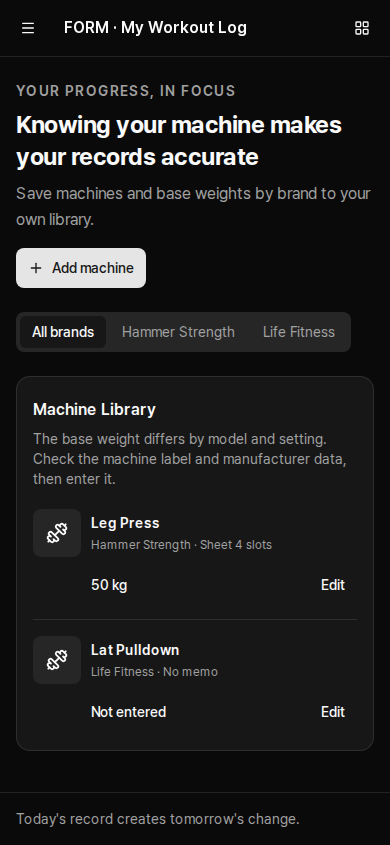 FORM · My Workout Log
YOUR PROGRESS, IN FOCUS
Knowing your machine makes
your records accurate
Save machines and base weights by brand to your
own library.
Add machine
All brands
Hammer Strength
Life Fitness
Machine Library
The base weight differs by model and setting.
Check the machine label and manufacturer data,
then enter it.
Leg Press
Hammer Strength · Sheet 4 slots
50 kg
Edit
Lat Pulldown
Life Fitness · No memo
Not entered
Edit
Today's record creates tomorrow's change.